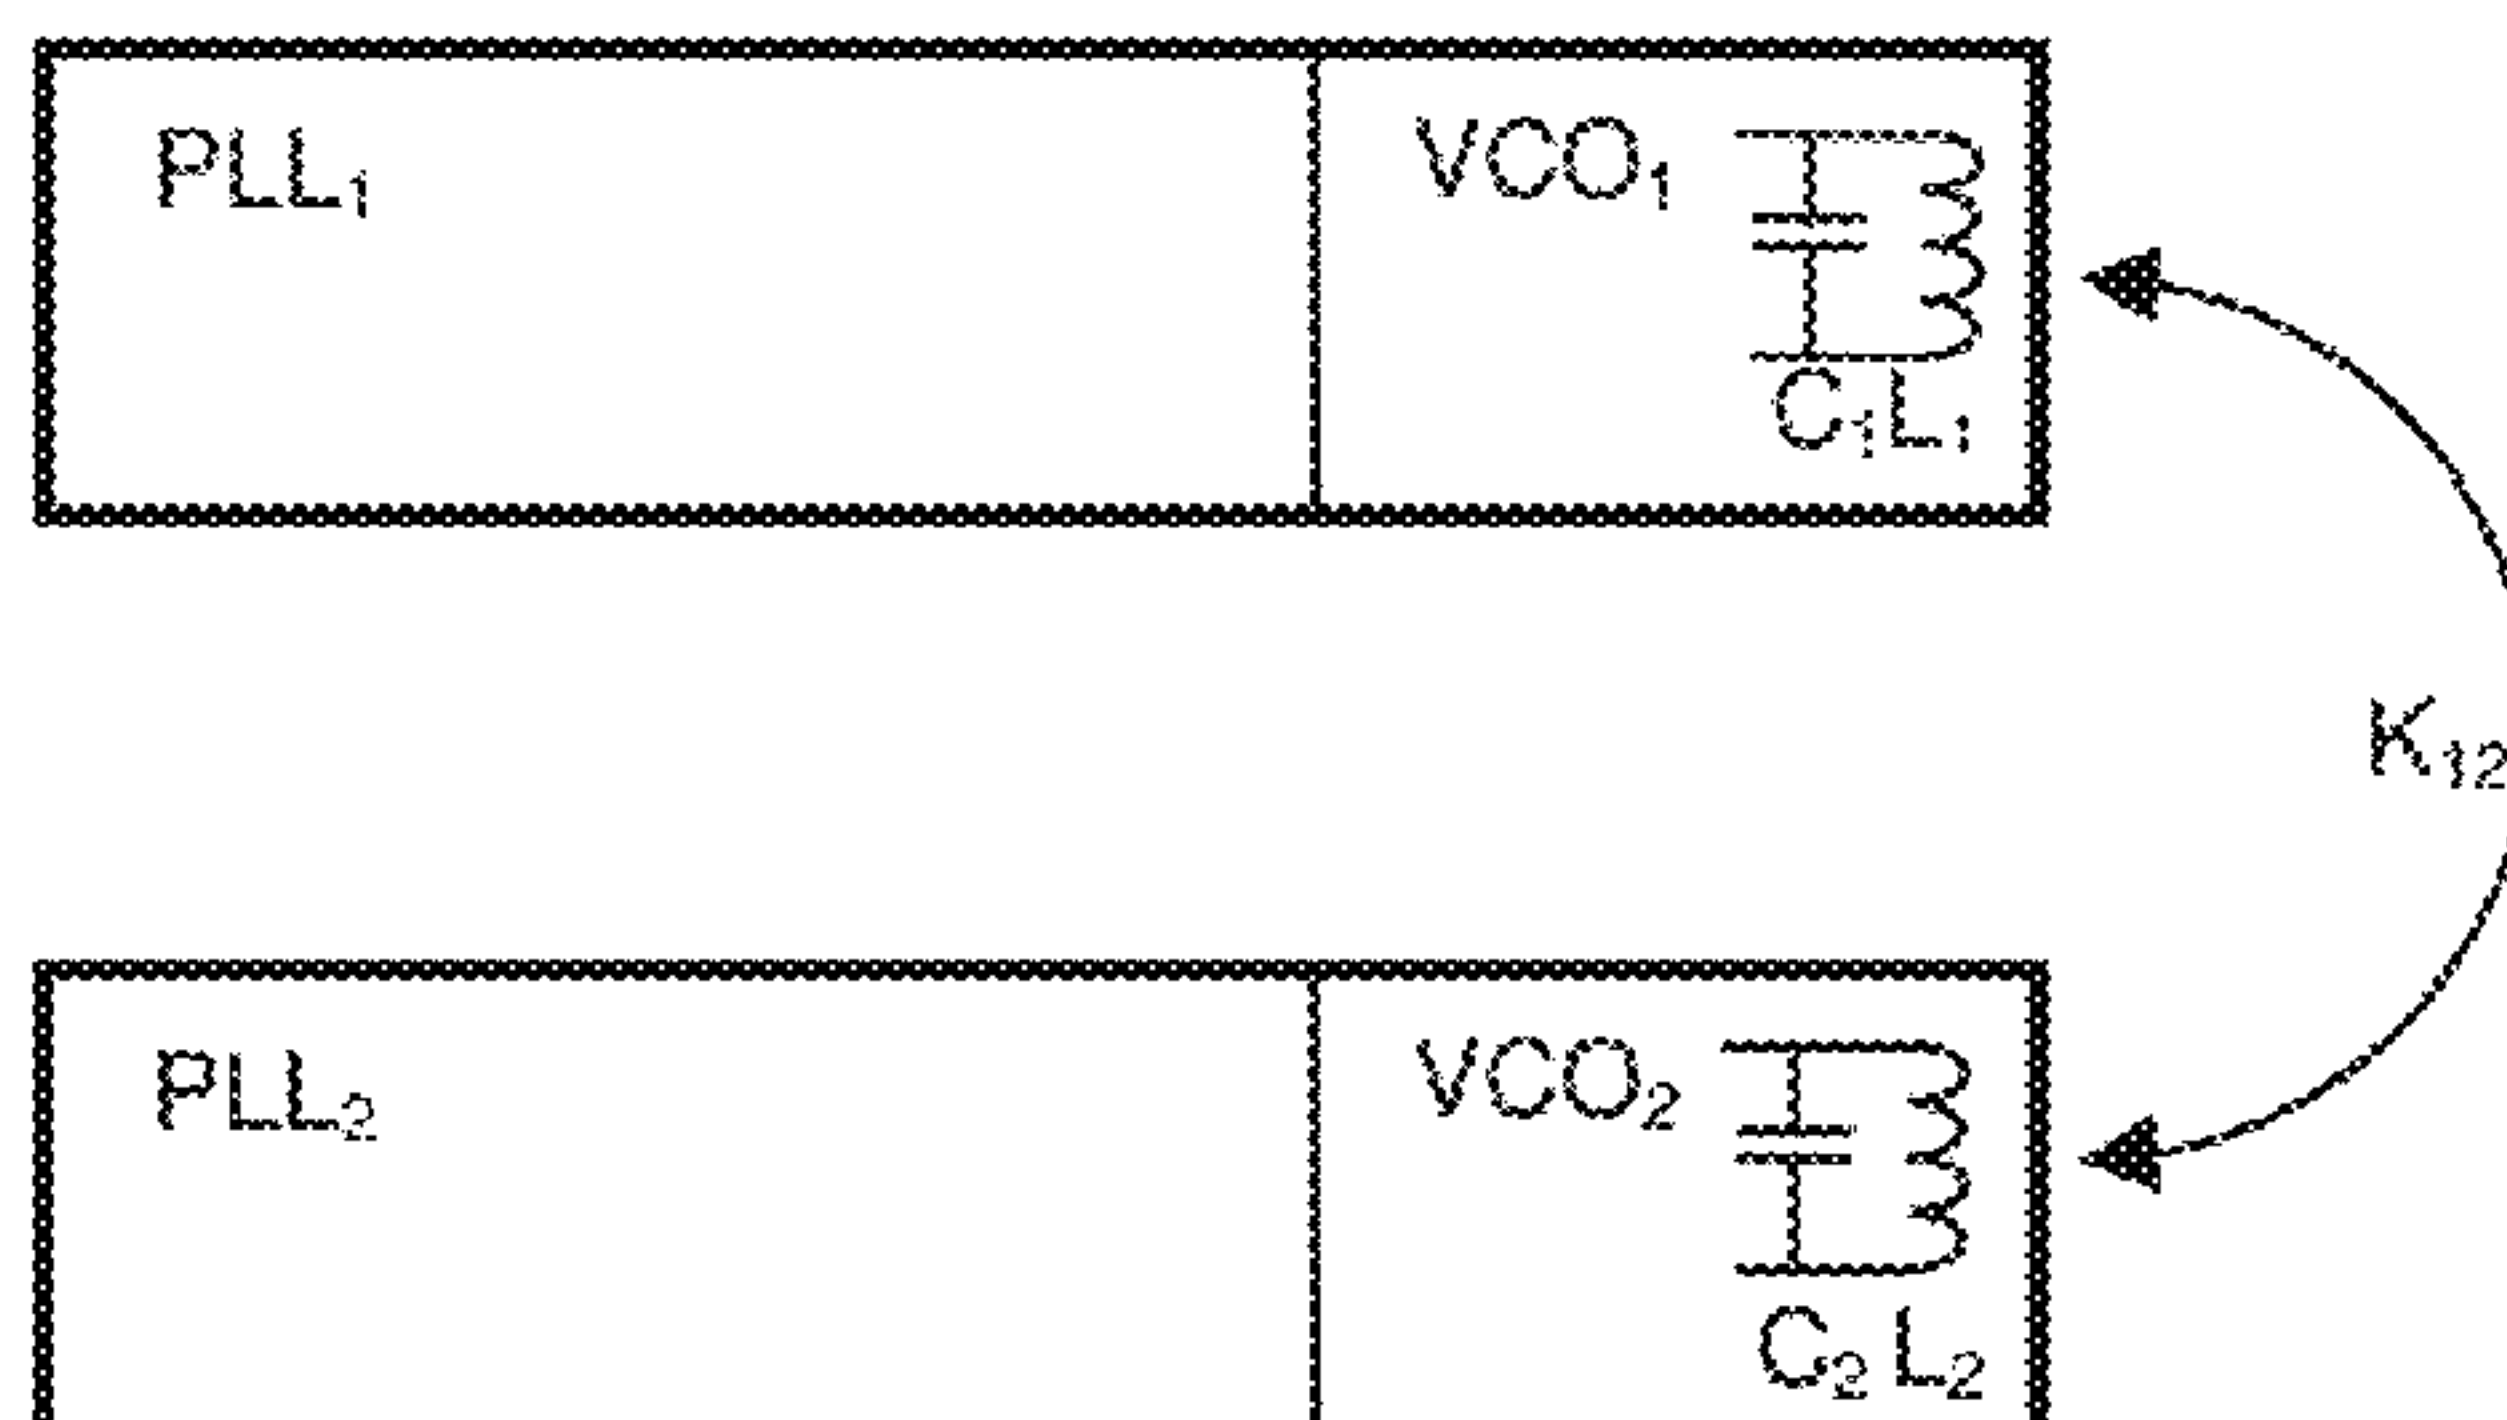 PLL₁
VCO₁
C₁L₁
K₁₂
PLL₂
VCO₂
C₂ L₂